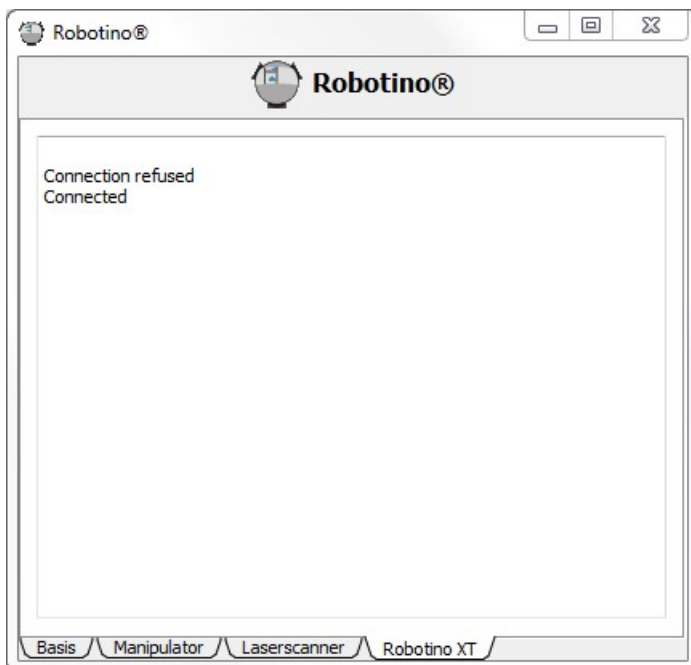 Robotino®
Robotino®
Connection refused
Connected
Basis Manipulator Laserscanner Robotino XT